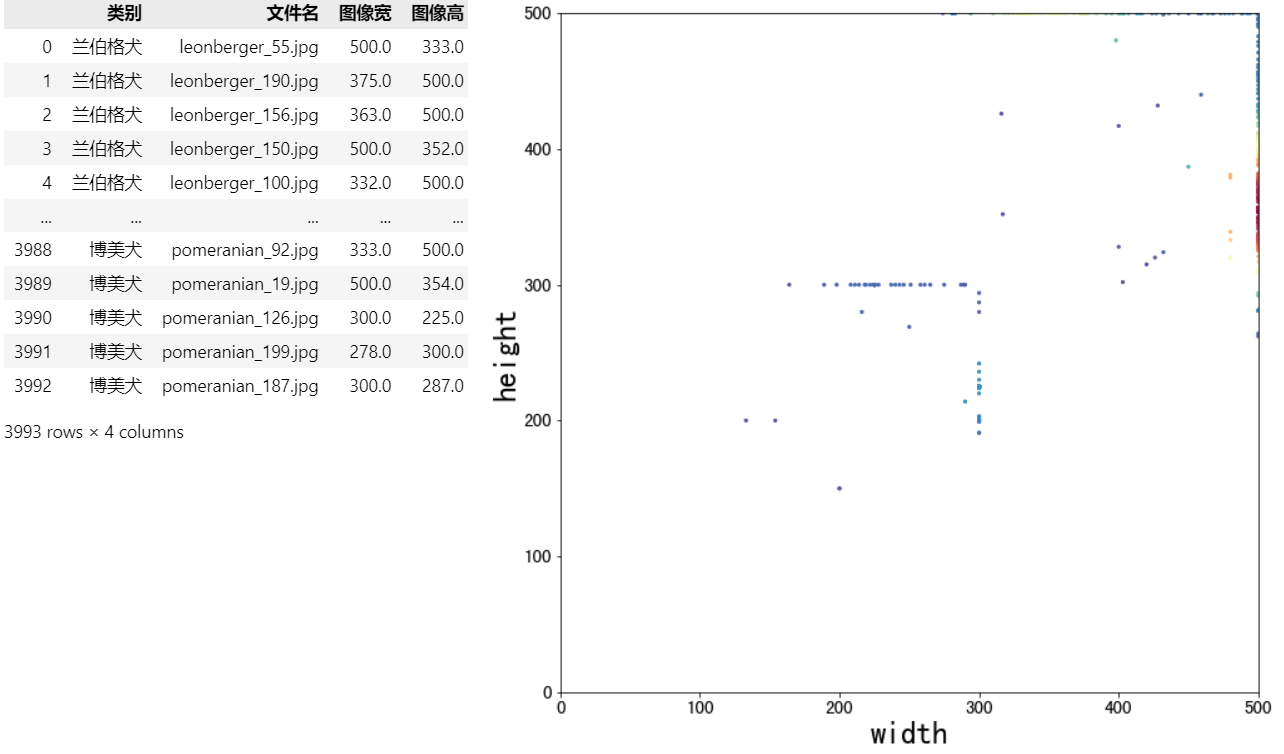 类别 文件名 图像宽 图像高
0 兰伯格犬 leonberger_55.jpg 500.0 333.0
1 兰伯格犬 leonberger_190.jpg 375.0 500.0
2 兰伯格犬 leonberger_156.jpg 363.0 500.0
3 兰伯格犬 leonberger_150.jpg 500.0 352.0
4 兰伯格犬 leonberger_100.jpg 332.0 500.0
... ... ... ... ...
3988 博美犬 pomeranian_92.jpg 333.0 500.0
3989 博美犬 pomeranian_19.jpg 500.0 354.0
3990 博美犬 pomeranian_126.jpg 300.0 225.0
3991 博美犬 pomeranian_199.jpg 278.0 300.0
3992 博美犬 pomeranian_187.jpg 300.0 287.0
3993 rows × 4 columns
500
400
300
200
100
0
height
0 100 200 300 400 500
width